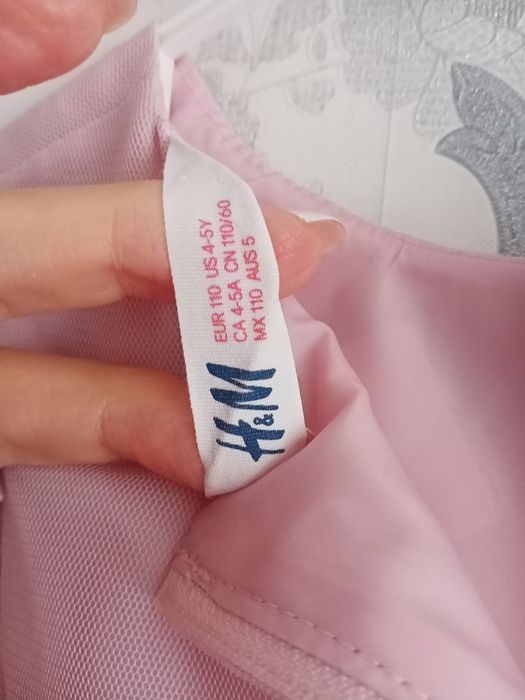 EUR 110 US 4-5Y
CA 4-5A CN 110/60
MX 110 AUS 5
H&M